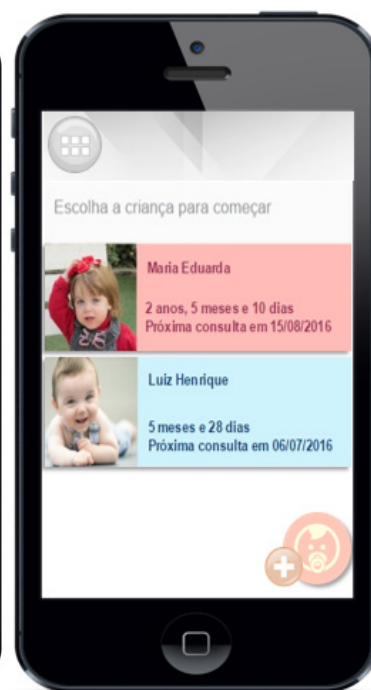 Escolha a criança para começar
Maria Eduarda
2 anos, 5 meses e 10 dias
Próxima consulta em 15/08/2016
Luiz Henrique
5 meses e 28 dias
Próxima consulta em 06/07/2016